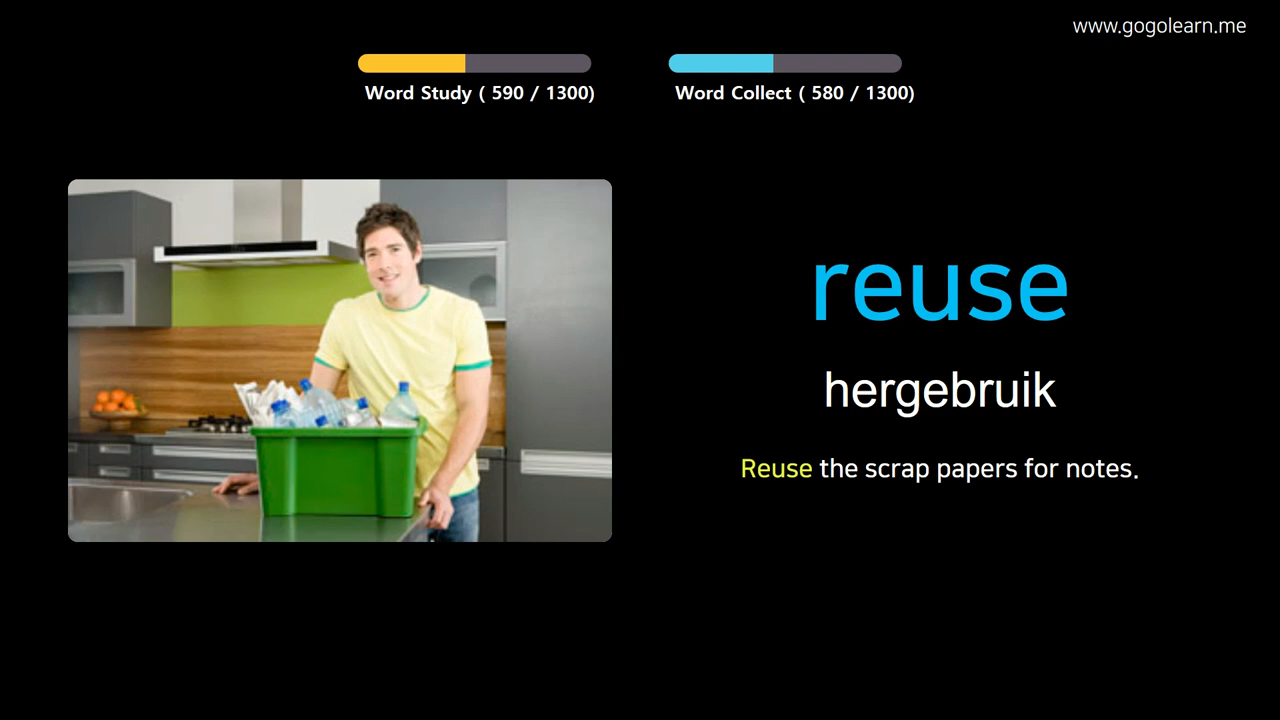 www.gogolearn.me
Word Study ( 590 / 1300)
Word Collect ( 580 / 1300)
reuse
hergebruik
Reuse the scrap papers for notes.